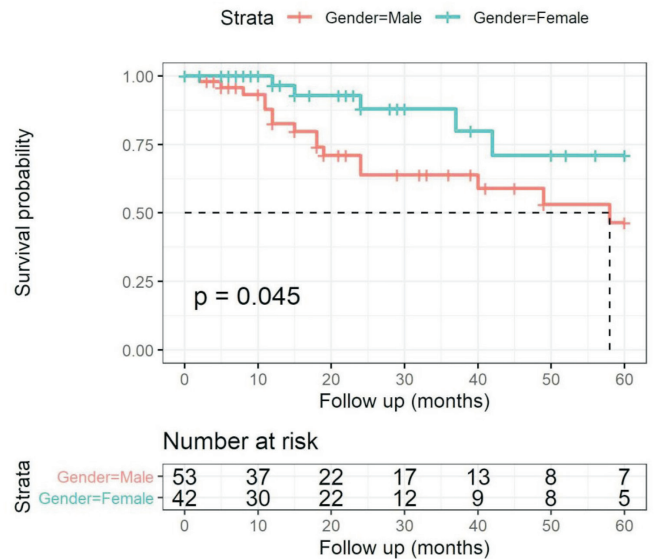 Strata Gender=Male Gender=Female
1.00
0.75
0.50
0.25
0.00
Survival probability
p = 0.045
0 10 20 30 40 50 60
Follow up (months)
Number at risk
Strata
Gender=Male 53 37 22 17 13 8 7
Gender=Female 42 30 22 12 9 8 5
0 10 20 30 40 50 60
Follow up (months)